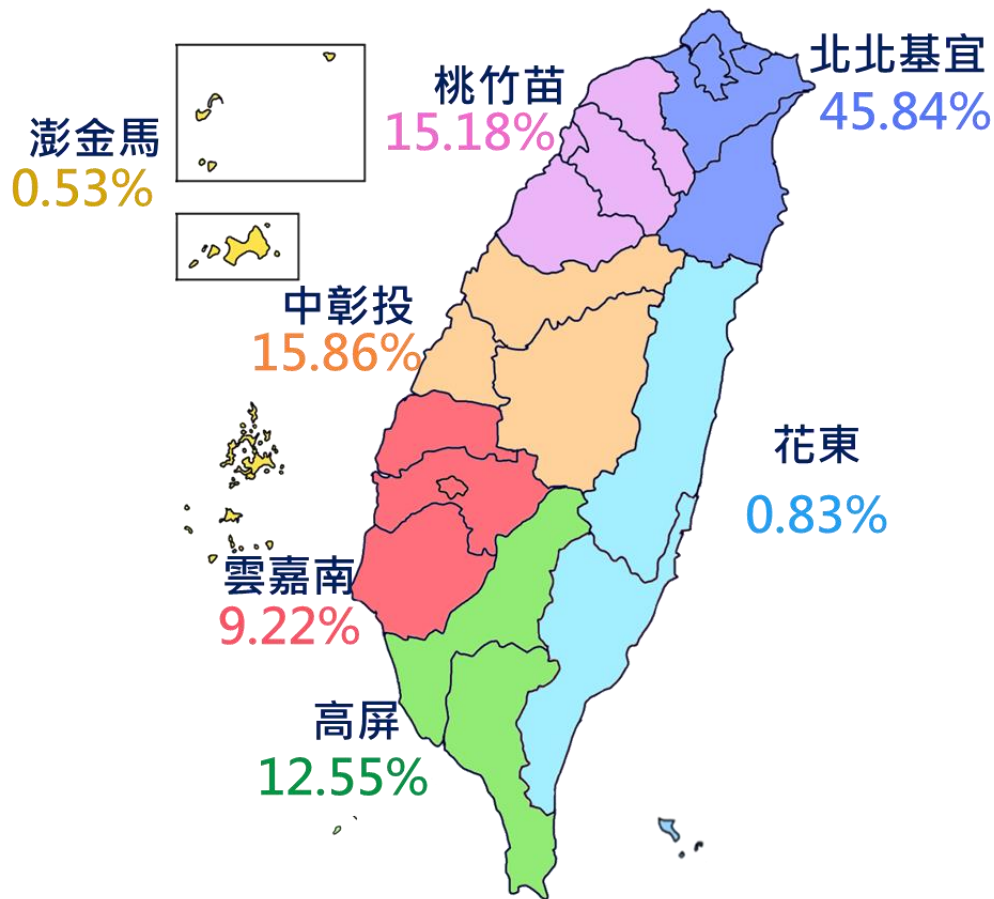 北北基宜
45.84%
桃竹苗
15.18%
澎金馬
0.53%
中彰投
15.86%
花東
0.83%
雲嘉南
9.22%
高屏
12.55%